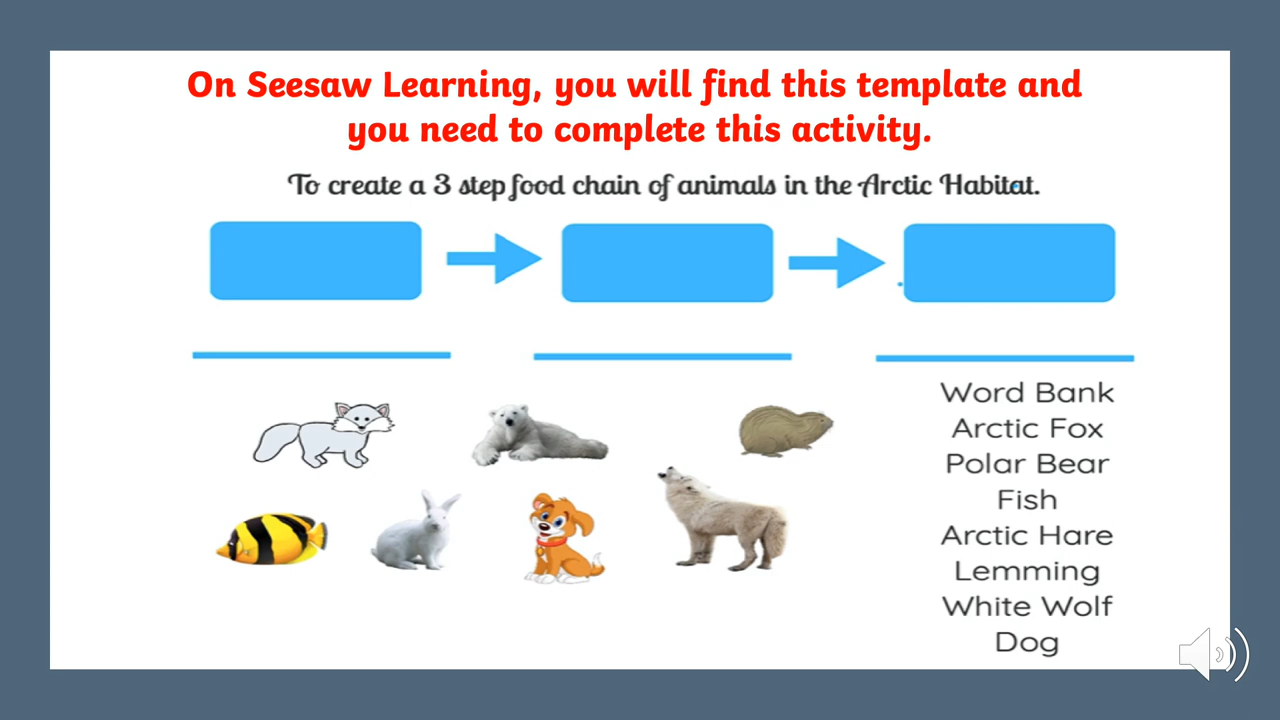 On Seesaw Learning, you will find this template and
you need to complete this activity.
To create a 3 step food chain of animals in the Arctic Habitat.
Word Bank
Arctic Fox
Polar Bear
Fish
Arctic Hare
Lemming
White Wolf
Dog